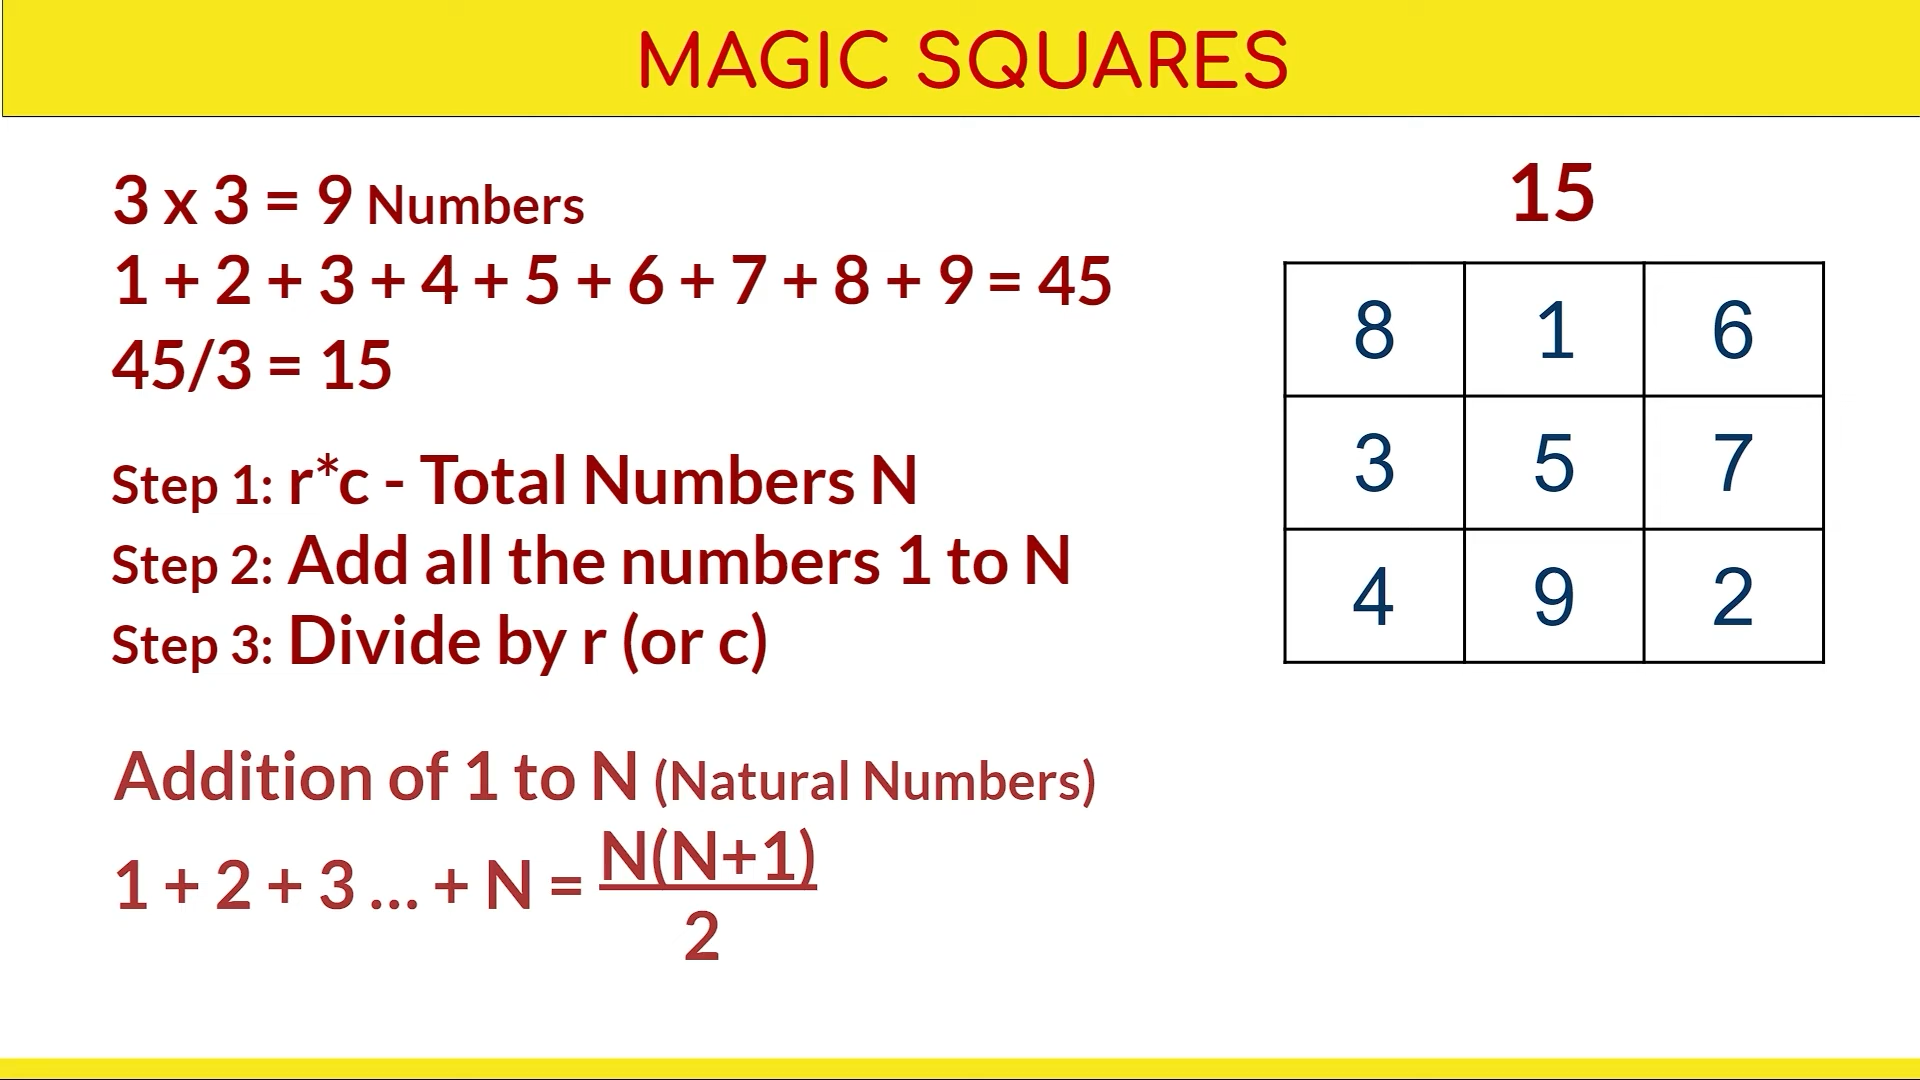 MAGIC SQUARES
3 x 3 = 9 Numbers
1 + 2 + 3 + 4 + 5 + 6 + 7 + 8 + 9 = 45
45/3 = 15
Step 1: r*c - Total Numbers N
Step 2: Add all the numbers 1 to N
Step 3: Divide by r (or c)
Addition of 1 to N (Natural Numbers)
1 + 2 + 3 ... + N = N(N+1)
2
15
8 1 6
3 5 7
4 9 2